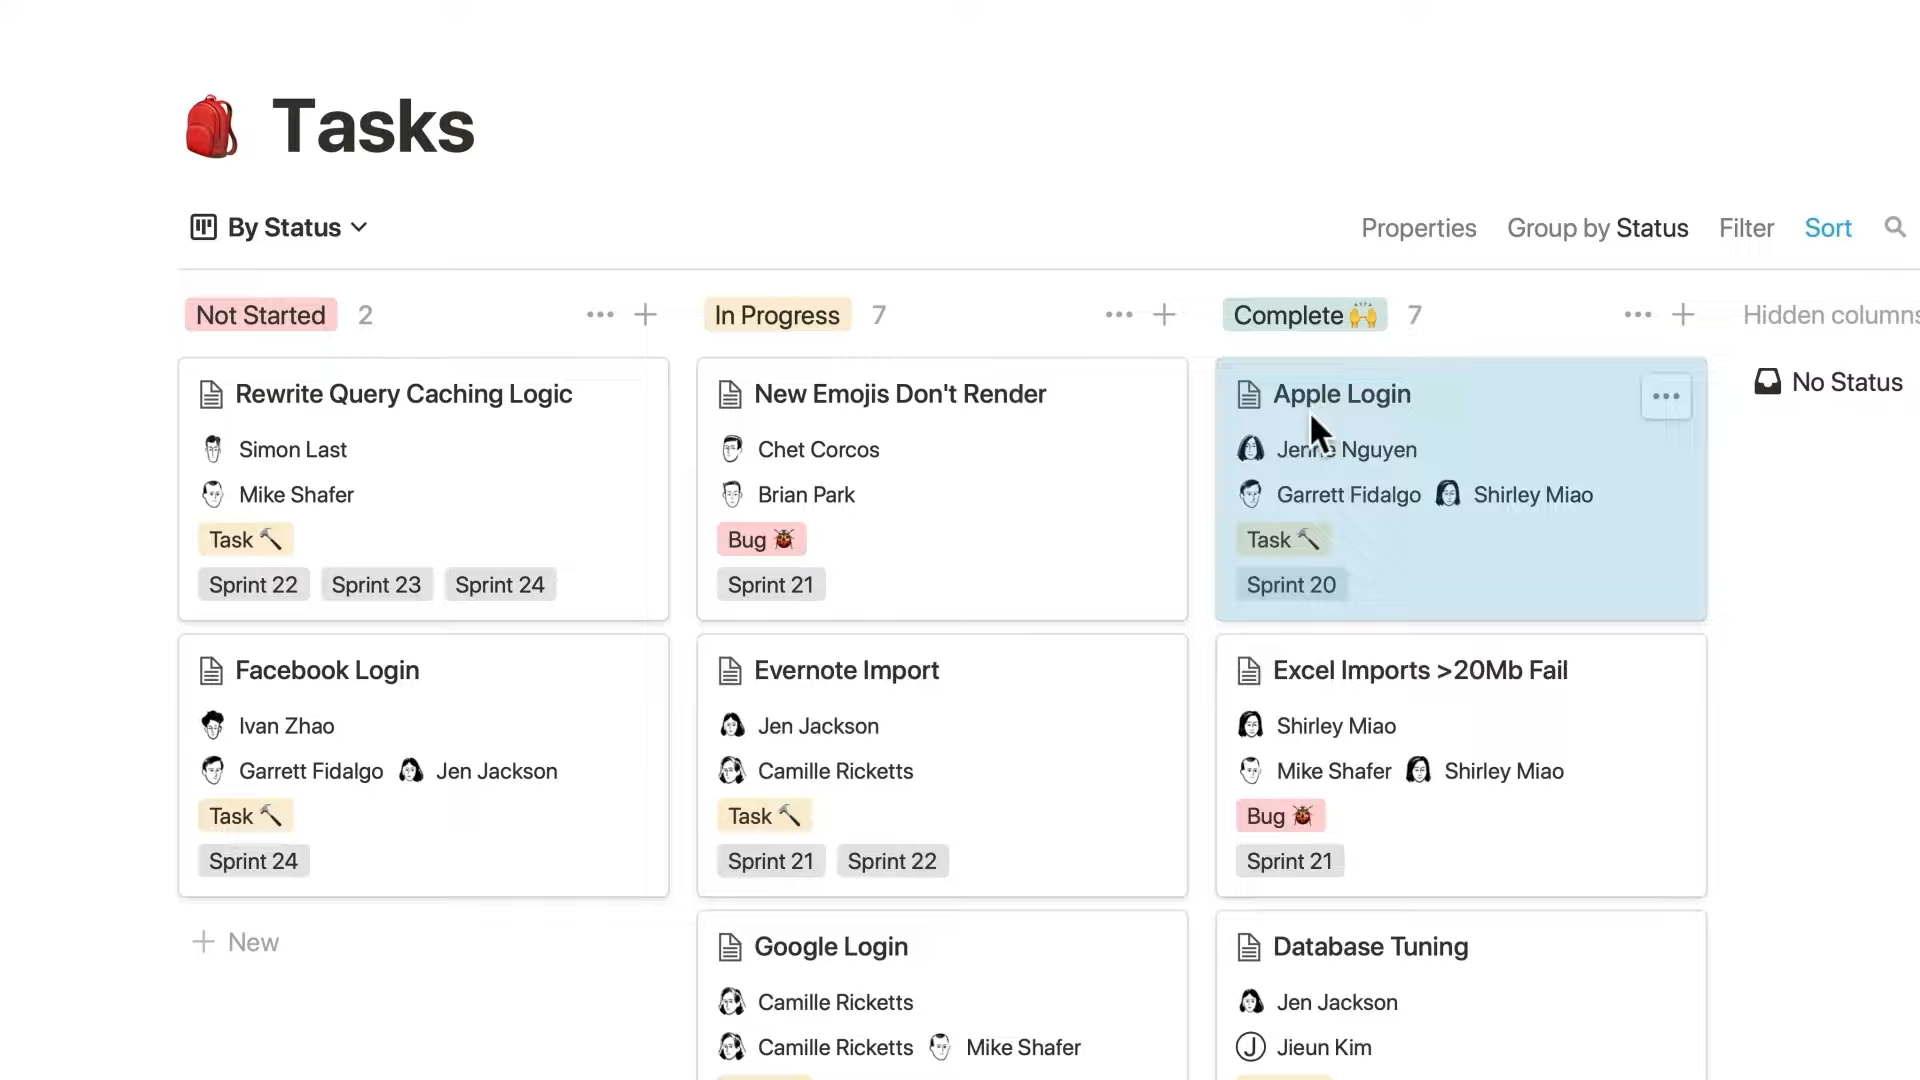 Tasks
By Status
Properties Group by Status Filter Sort
Not Started 2
Rewrite Query Caching Logic
Simon Last
Mike Shafer
Task
Sprint 22 Sprint 23 Sprint 24
Facebook Login
Ivan Zhao
Garrett Fidalgo Jen Jackson
Task
Sprint 24
New
In Progress 7
New Emojis Don't Render
Chet Corcos
Brian Park
Bug
Sprint 21
Evernote Import
Jen Jackson
Camille Ricketts
Task
Sprint 21 Sprint 22
Google Login
Camille Ricketts
Camille Ricketts Mike Shafer
Complete 7
Apple Login
Nguyen
Garrett Fidalgo Shirley Miao
Task
Sprint 20
Excel Imports >20Mb Fail
Shirley Miao
Mike Shafer Shirley Miao
Bug
Sprint 21
Database Tuning
Jen Jackson
J Jieun Kim
Hidden columns
No Status